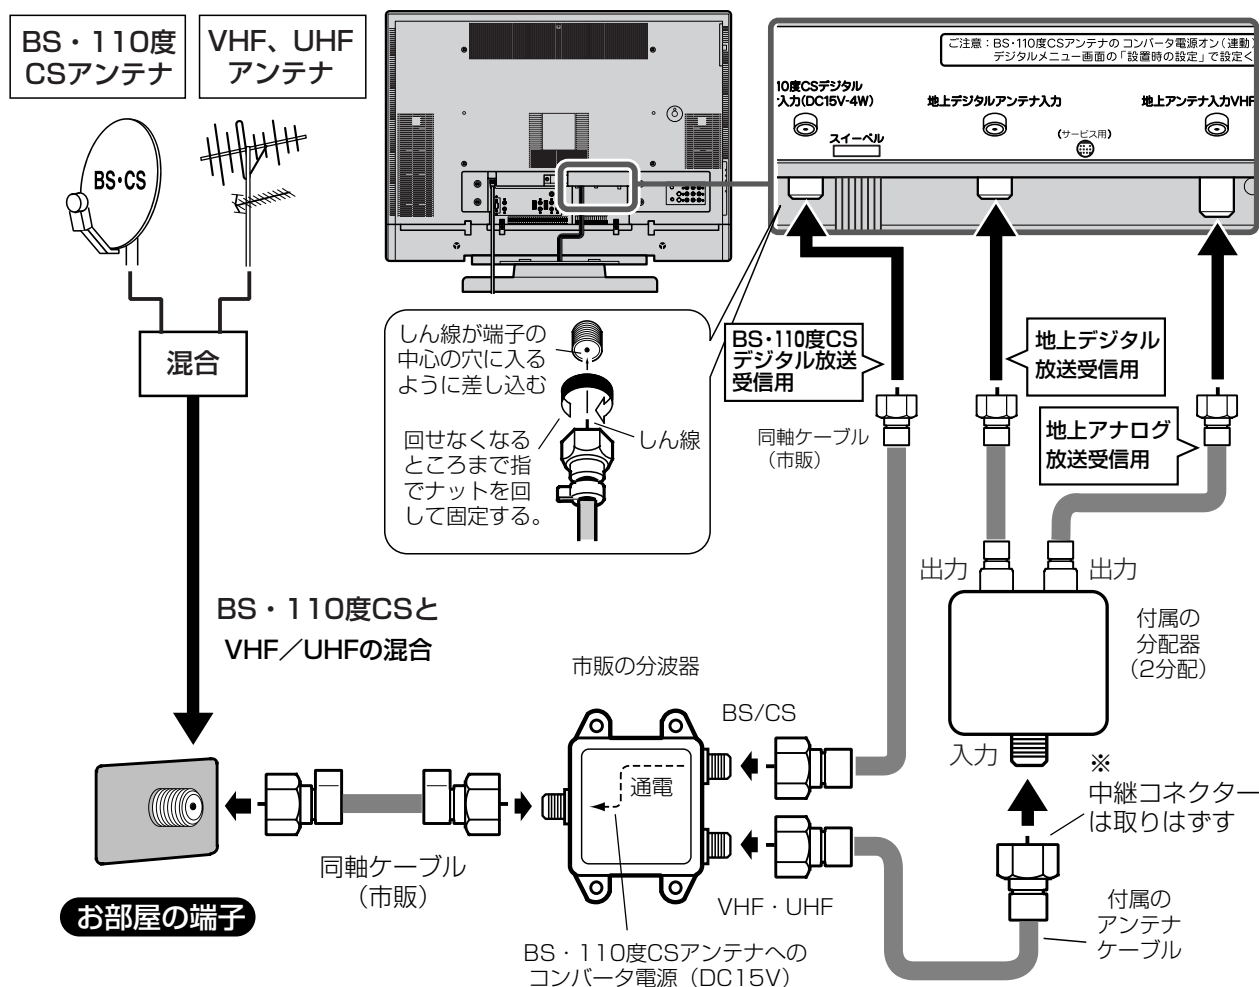 BS・110度
CSアンテナ
VHF、UHF
アンテナ
BS・CS
混合
ご注意：BS・110度CSアンテナのコンバータ電源オン（連動）
デジタルメニュー画面の「設置時の設定」で設定く
10度CSデジタル
入力(DC15V-4W)
地上デジタルアンテナ入力
地上アンテナ入力VHF
スイーベル
(サービス用)
しん線が端子の
中心の穴に入る
ように差し込む
しん線
回せなくなる
ところまで指
でナットを回
して固定する。
BS・110度CS
デジタル放送
受信用
地上デジタル
放送受信用
地上アナログ
放送受信用
同軸ケーブル
（市販）
出力
出力
付属の
分配器
（2分配）
入力
※
中継コネクター
は取りはずす
BS・110度CSと
VHF／UHFの混合
市販の分波器
BS/CS
通電
VHF・UHF
同軸ケーブル
（市販）
お部屋の端子
BS・110度CSアンテナへの
コンバータ電源（DC15V）
付属の
アンテナ
ケーブル